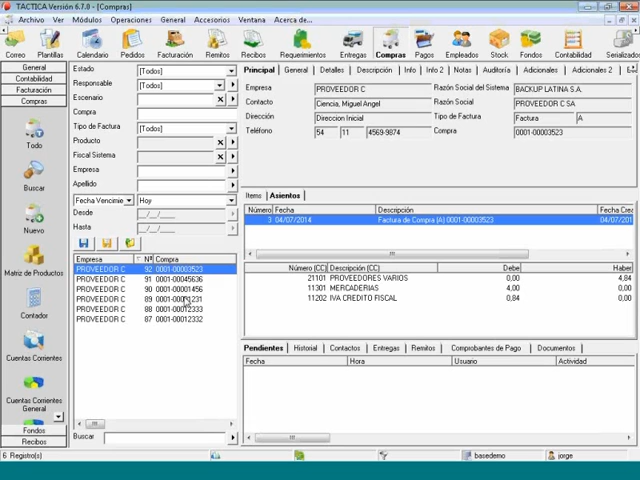 TACTICA Versión 6.7.0 - [Compras]
Archivo Ver Módulos Operaciones General Accesorios Ventana Acerca de...
Correo Plantillas Calendario Pedidos Facturación Remitos Recibos Requerimientos Entregas Compras Pagos Empleados Stock Fondos Contabilidad
General
Contabilidad
Facturación
Compras
Todo
Buscar
Nuevo
Matriz de Productos
Contador
Cuentas Corrientes
Cuentas Corrientes General
Fondos
Recibos
Estado [Todos]
Responsable [Todos]
Escenario
Compra
Tipo de Factura [Todos]
Producto
Fiscal Sistema
Empresa
Apellido
Fecha Vencimie Hoy
Desde __/__/____
Hasta __/__/____
Empresa Nº Compra
PROVEEDOR C 92 0001-00003523
PROVEEDOR C 91 0001-00045636
PROVEEDOR C 90 0001-00001456
PROVEEDOR C 89
PROVEEDOR C 88 0001-00012333
PROVEEDOR C 87 0001-00012332
Buscar
Principal General Detalles Descripción Info Info 2 Notas Auditoría Adicionales Adicionales 2
Empresa PROVEEDOR C Razón Social del Sistema BACKUP LATINA S.A.
Contacto Ciencia, Miguel Angel Razón Social PROVEEDOR C SA
Dirección Direccion Inicial Tipo de Factura Factura A
Teléfono 54 11 4569-9874 Compra 0001-00003523
Items Asientos
Número Fecha Descripción Fecha Crea
3 04/07/2014 Factura de Compra (A) 0001-00003523 04/07/201
Número (CC) Descripción (CC) Debe Haber
21101 PROVEEDORES VARIOS 0,00 4,84
11301 MERCADERIAS 4,00 0,00
11202 IVA CREDITO FISCAL 0,84 0,00
Pendientes Historial Contactos Entregas Remitos Comprobantes de Pago Documentos
Fecha Hora Usuario Actividad
6 Registro(s) basedemo jorge